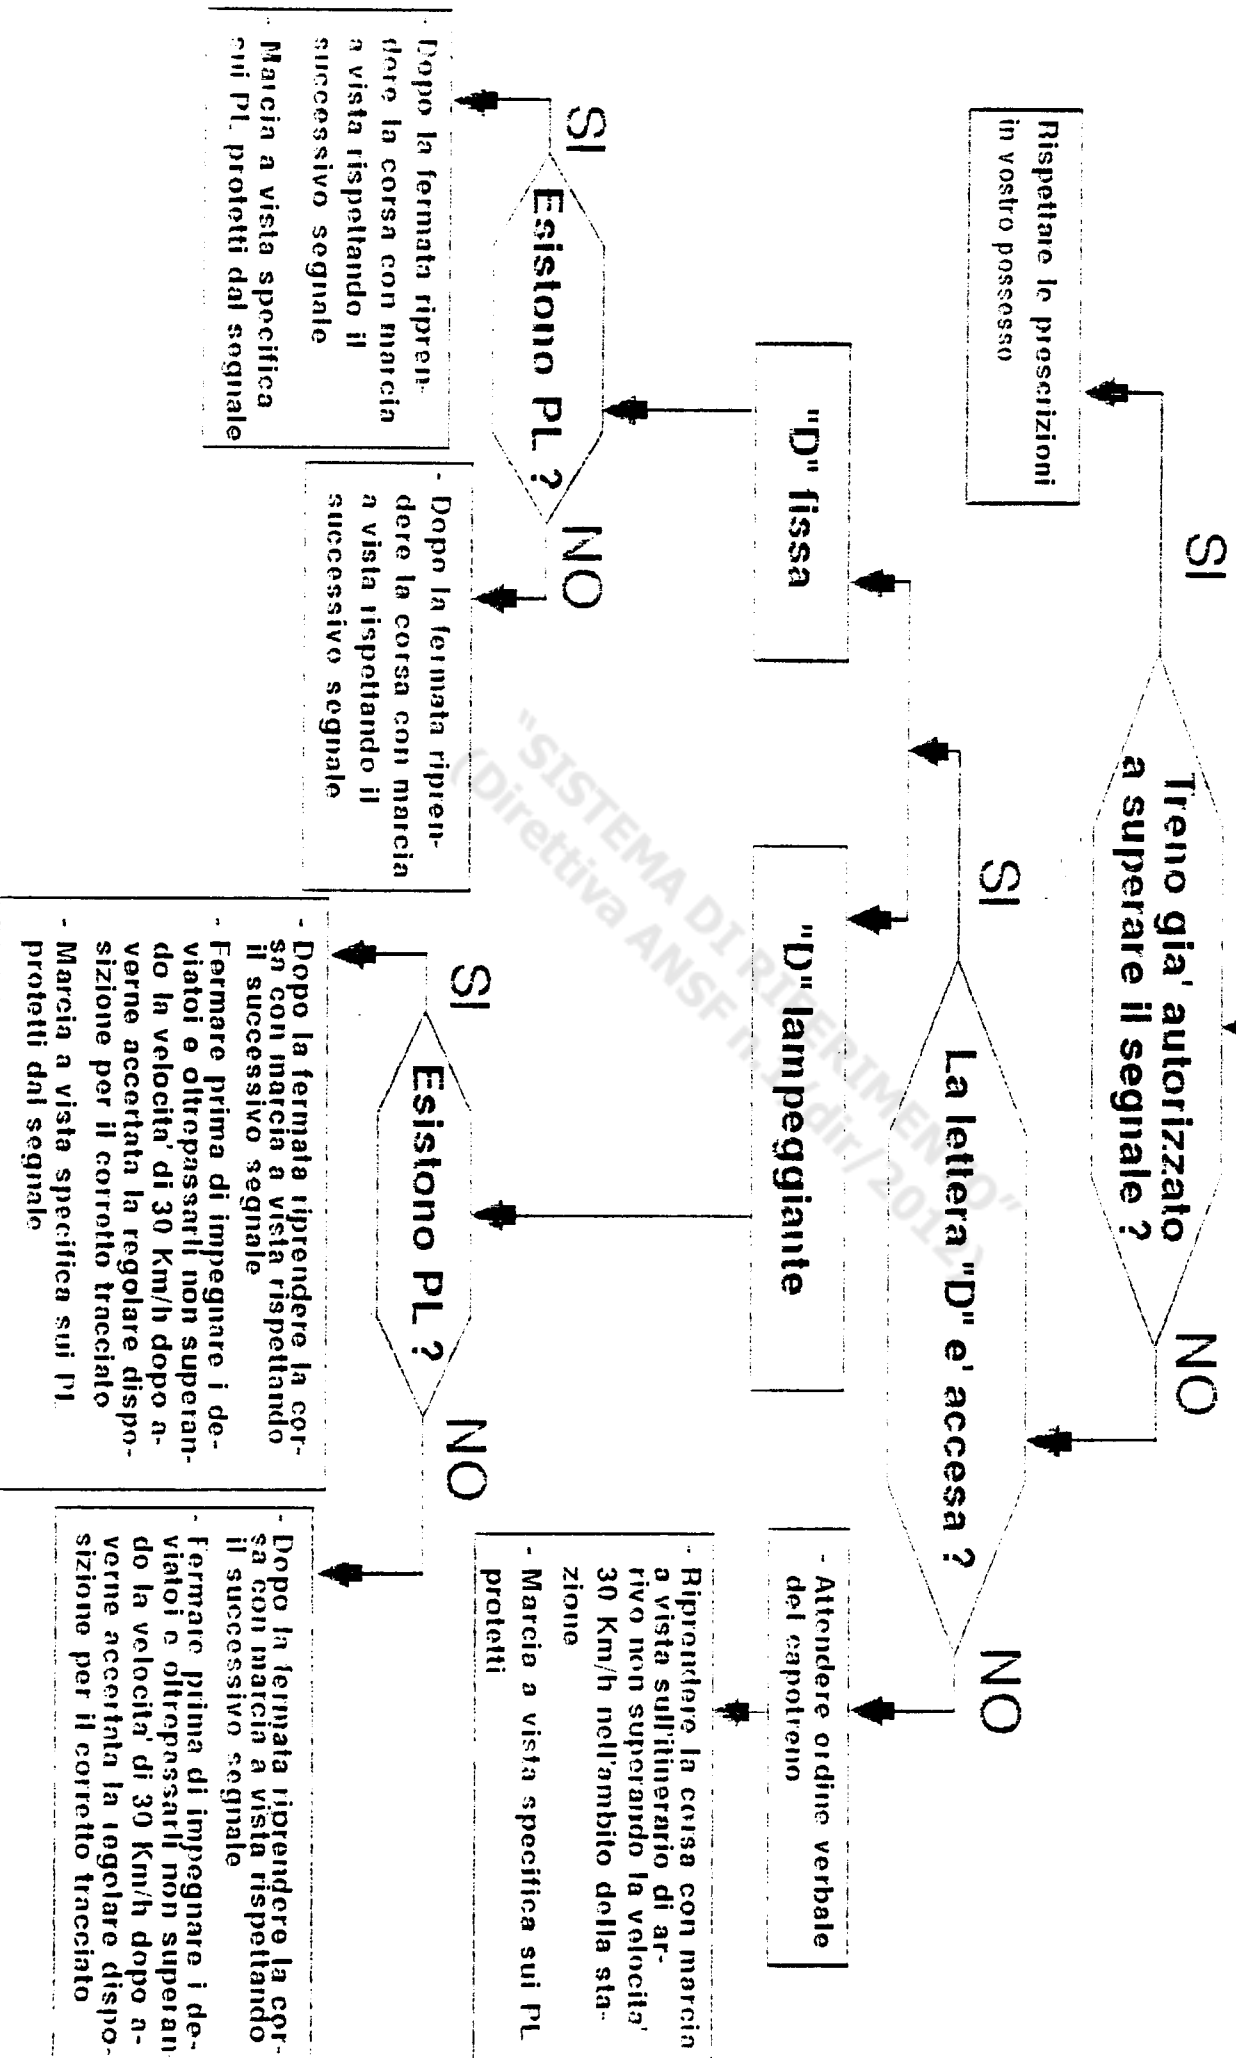 Treno gia' autorizzato
a superare il segnale ?
SI
NO
Rispettare le prescrizioni
in vostro possesso
La lettera "D" e' accesa ?
SI
NO
"D" fissa
"D" lampeggiante
- Attendere ordine verbale
del capotreno
- Riprendere la corsa con marcia
a vista sull'itinerario di ar-
rivo non superando la velocita'
30 Km/h nell'ambito della sta-
zione
- Marcia a vista specifica sui PL
protetti
Esistono PL ?
SI
NO
- Dopo la fermata ripren-
dere la corsa con marcia
a vista rispettando il
successivo segnale
- Marcia a vista specifica
sui PL protetti dal segnale
- Dopo la fermata ripren-
dere la corsa con marcia
a vista rispettando il
successivo segnale
Esistono PL ?
SI
NO
- Dopo la fermata riprendere la cor-
sa con marcia a vista rispettando
il successivo segnale
- Fermare prima di impegnare i de-
viatoi e oltrepassarli non superan-
do la velocita' di 30 Km/h dopo a-
verne accertata la regolare dispo-
sizione per il corretto tracciato
- Marcia a vista specifica sui PL
protetti dal segnale
- Dopo la fermata riprendere la cor-
sa con marcia a vista rispettando
il successivo segnale
- Fermare prima di impegnare i de-
viatoi e oltrepassarli non superan
do la velocita' di 30 Km/h dopo a-
verne accertata la regolare dispo-
sizione per il corretto tracciato
"SISTEMA DI RIFERIMENTO"
(Direttiva ANSF n.1/dir/2012)